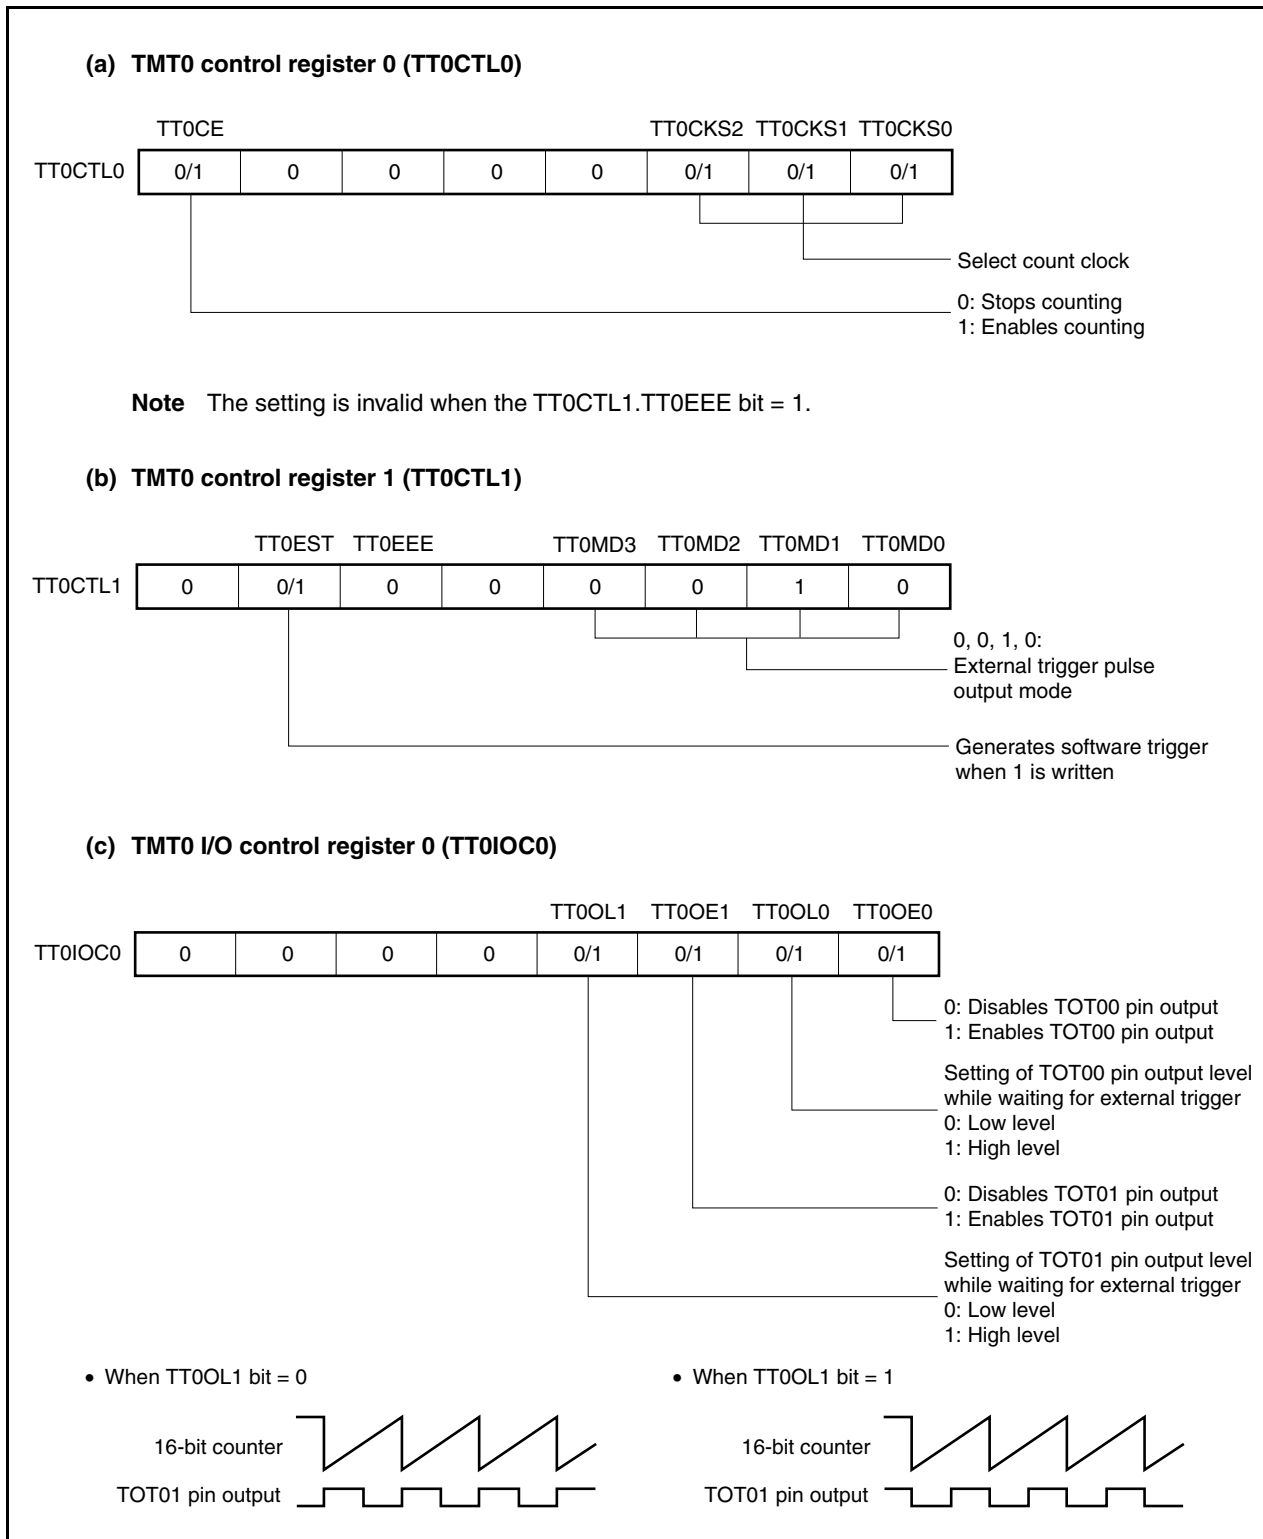 (a) TMT0 control register 0 (TT0CTL0)
TT0CE TT0CKS2 TT0CKS1 TT0CKS0
TT0CTL0 0/1 0 0 0 0 0/1 0/1 0/1
Select count clock
0: Stops counting
1: Enables counting
Note The setting is invalid when the TT0CTL1.TT0EEE bit = 1.
(b) TMT0 control register 1 (TT0CTL1)
TT0EST TT0EEE TT0MD3 TT0MD2 TT0MD1 TT0MD0
TT0CTL1 0 0/1 0 0 0 0 1 0
0, 0, 1, 0:
External trigger pulse
output mode
Generates software trigger
when 1 is written
(c) TMT0 I/O control register 0 (TT0IOC0)
TT0OL1 TT0OE1 TT0OL0 TT0OE0
TT0IOC0 0 0 0 0 0/1 0/1 0/1 0/1
0: Disables TOT00 pin output
1: Enables TOT00 pin output
Setting of TOT00 pin output level
while waiting for external trigger
0: Low level
1: High level
0: Disables TOT01 pin output
1: Enables TOT01 pin output
Setting of TOT01 pin output level
while waiting for external trigger
0: Low level
1: High level
• When TT0OL1 bit = 0
16-bit counter
TOT01 pin output
• When TT0OL1 bit = 1
16-bit counter
TOT01 pin output